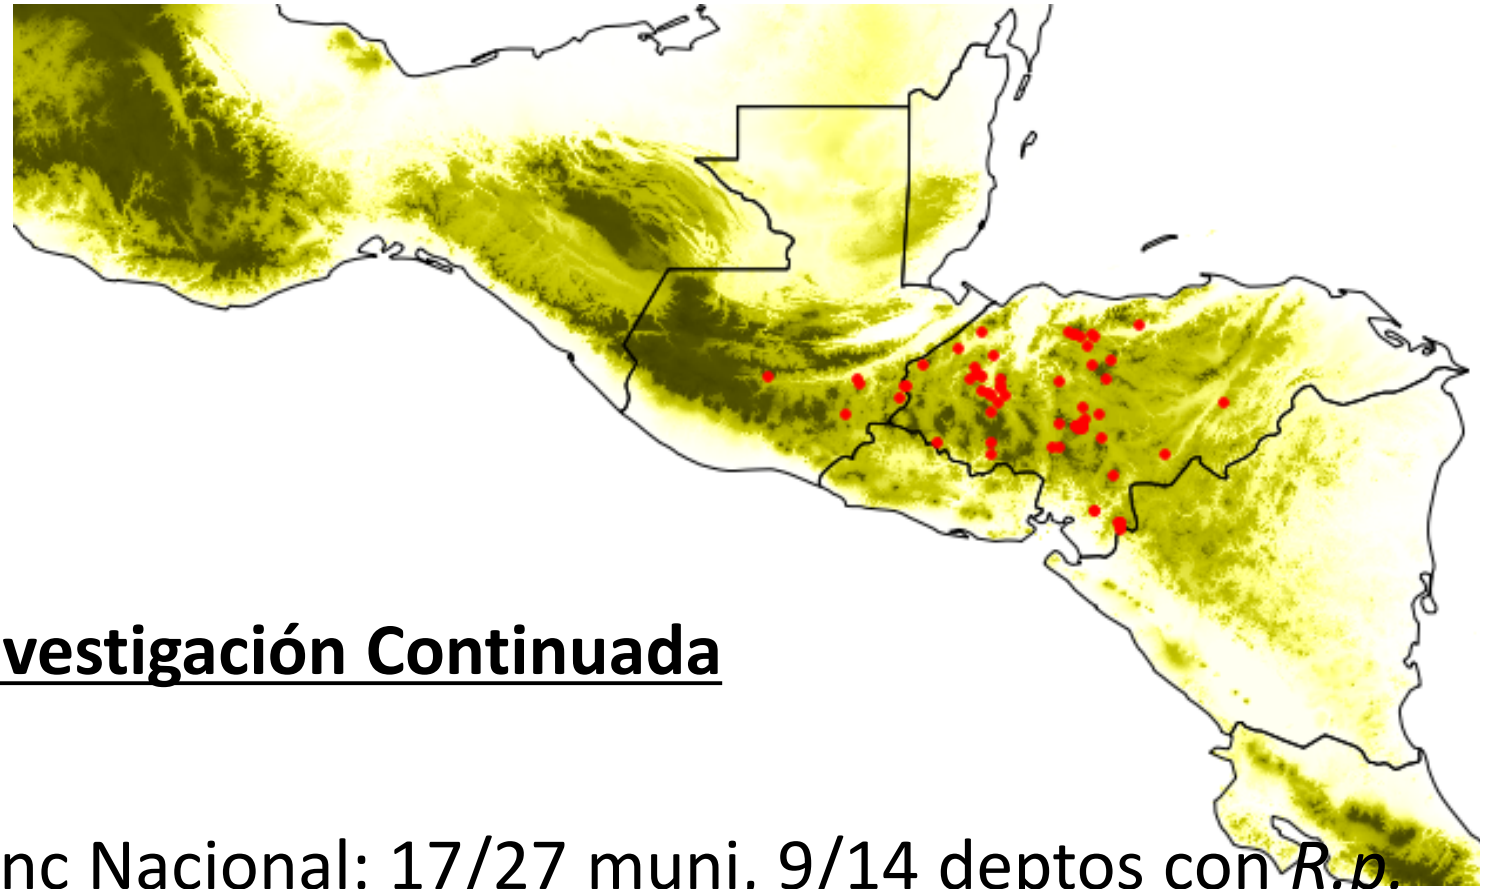 vestigación Continuada
nc Nacional: 17/27 muni, 9/14 deptos con R.p.